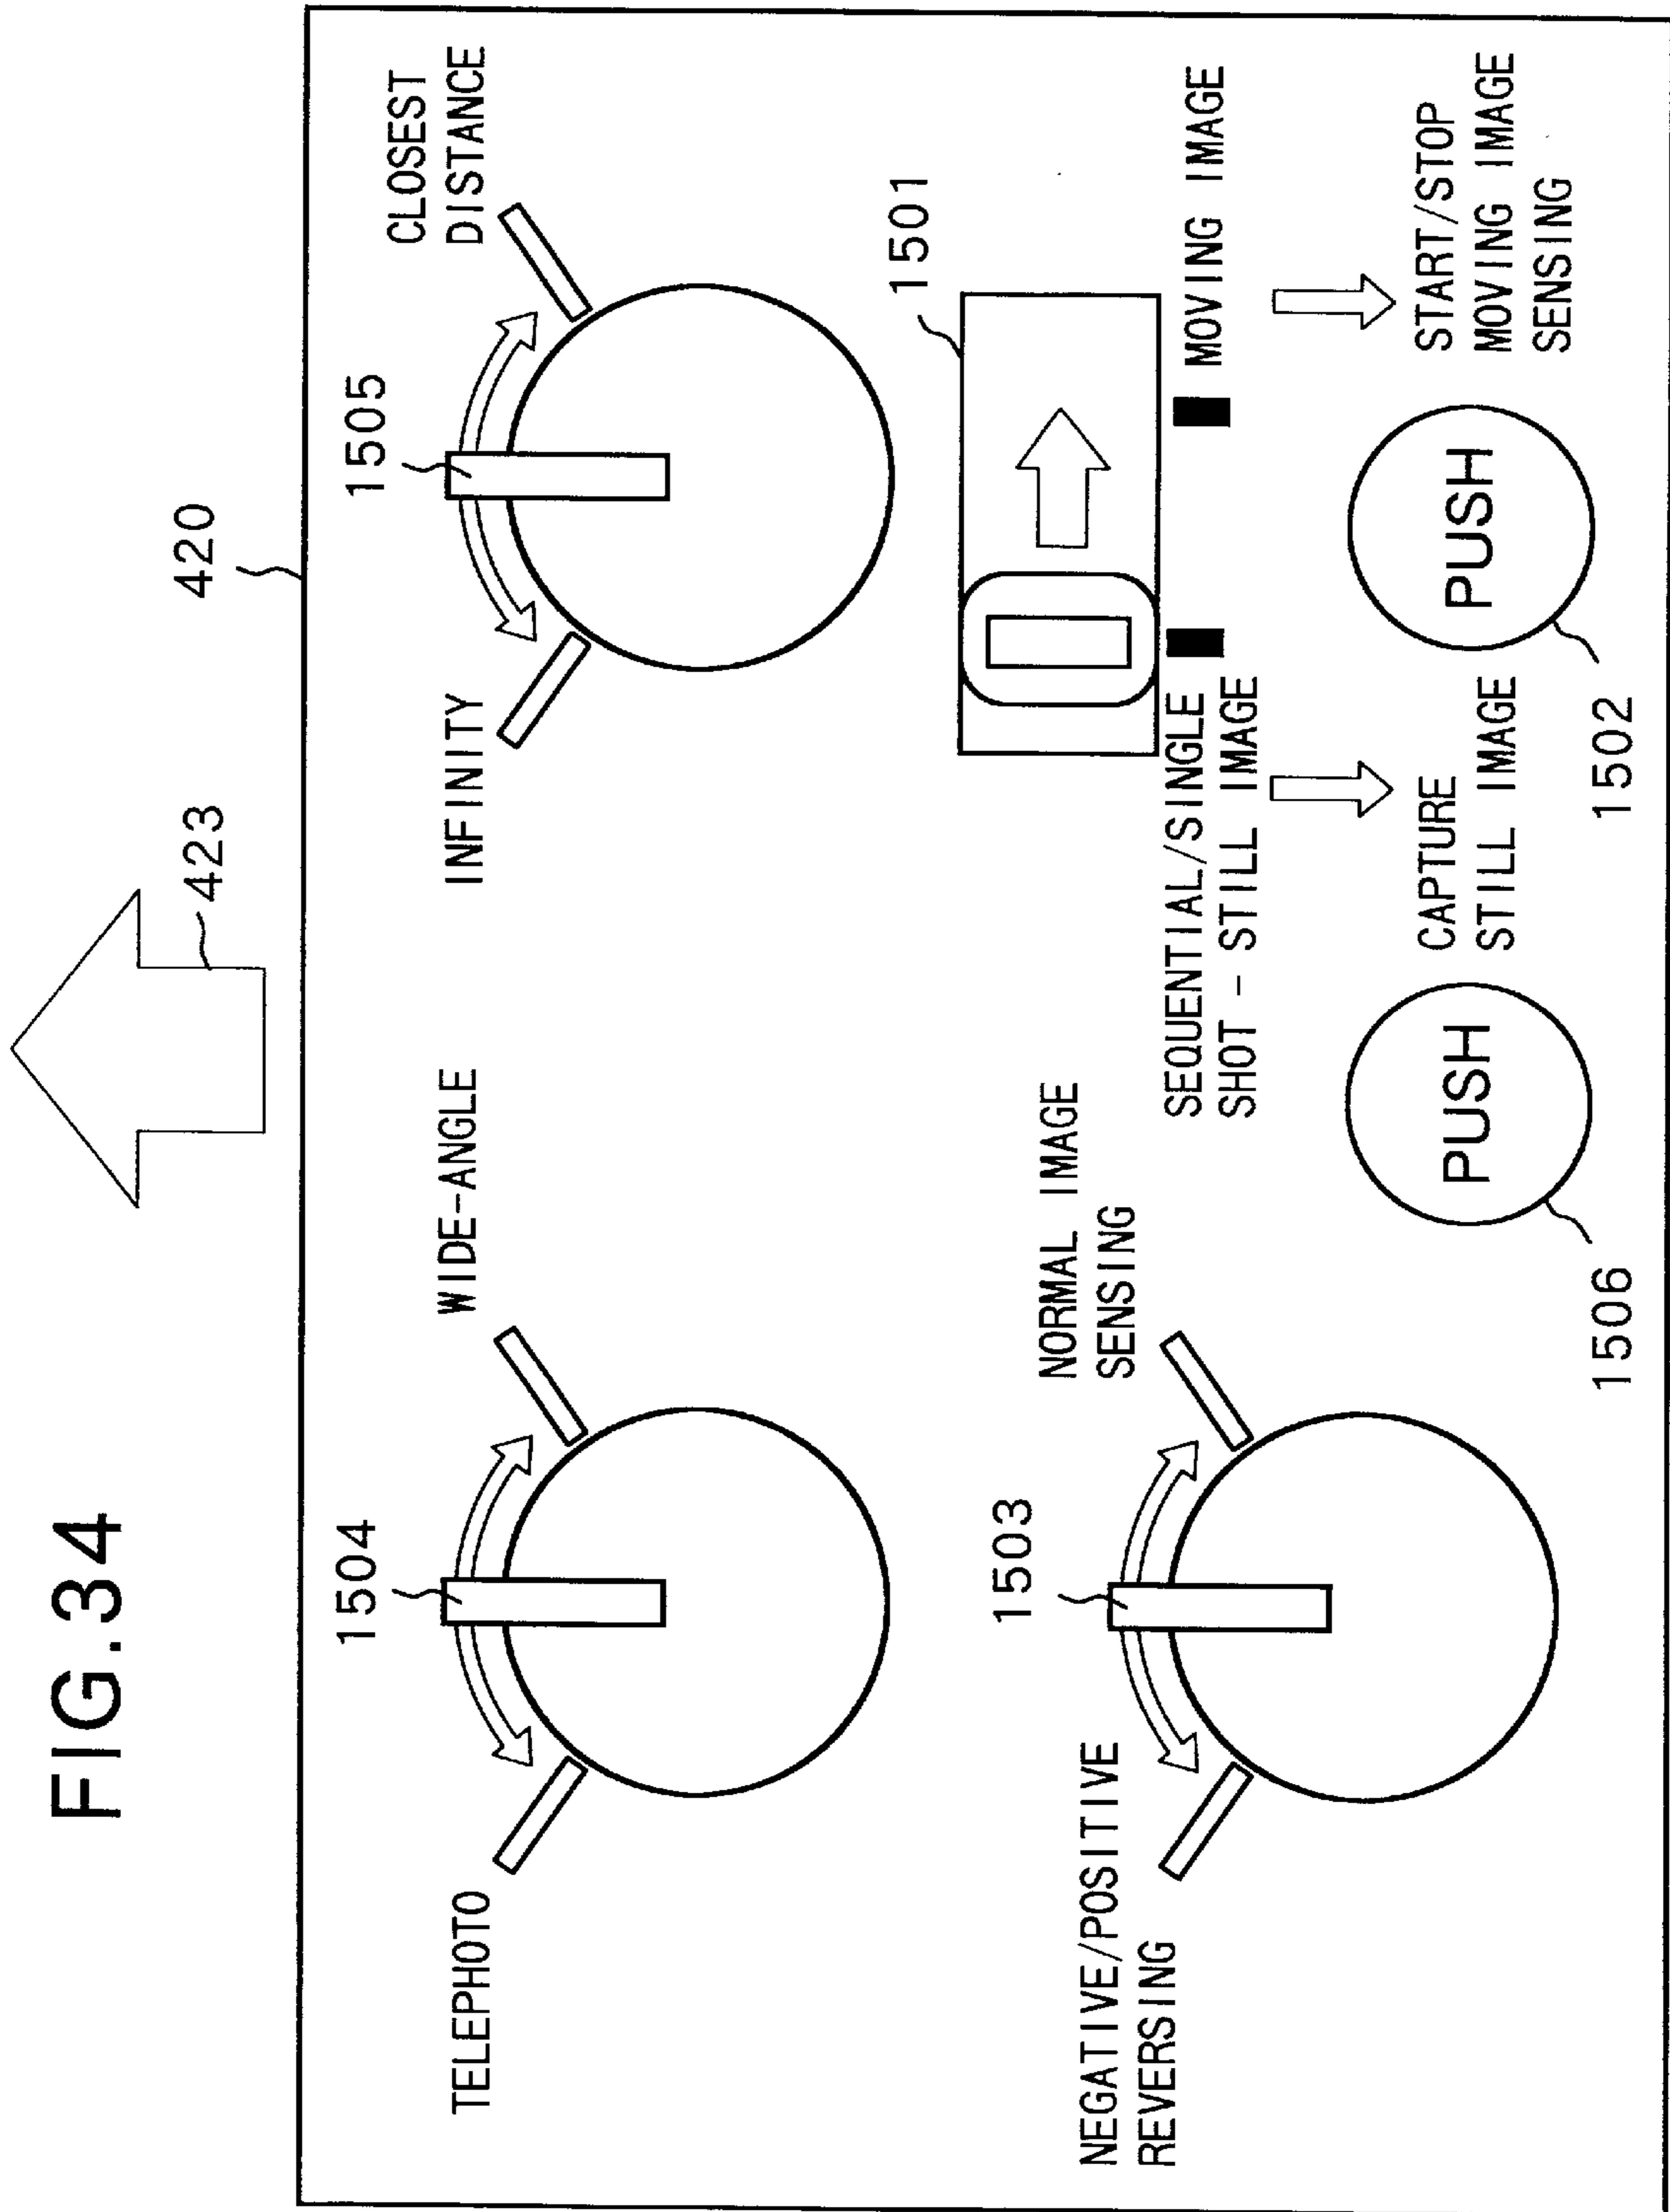 FIG.34
423
420
1504
TELEPHOTO
WIDE-ANGLE
1505
INFINITY
CLOSEST
DISTANCE
1503
NEGATIVE/POSITIVE
REVERSING
NORMAL IMAGE
SENSING
1501
SEQUENTIAL/SINGLE
SHOT - STILL IMAGE
MOVING IMAGE
CAPTURE
STILL IMAGE
START/STOP
MOVING IMAGE
SENSING
PUSH
PUSH
1506
1502